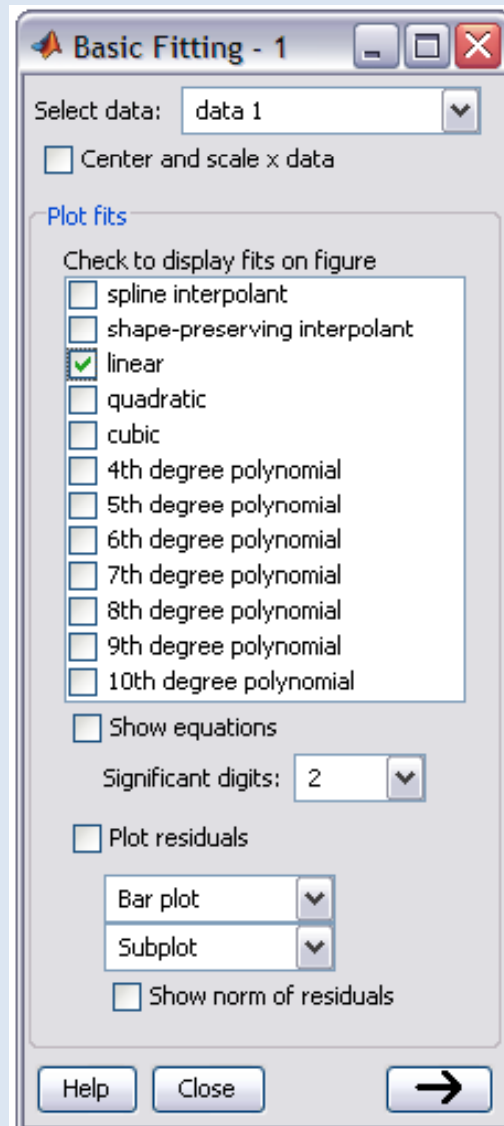 Basic Fitting - 1
Select data: data 1
Center and scale x data
Plot fits
Check to display fits on figure
spline interpolant
shape-preserving interpolant
linear
quadratic
cubic
4th degree polynomial
5th degree polynomial
6th degree polynomial
7th degree polynomial
8th degree polynomial
9th degree polynomial
10th degree polynomial
Show equations
Significant digits: 2
Plot residuals
Bar plot
Subplot
Show norm of residuals
Help Close